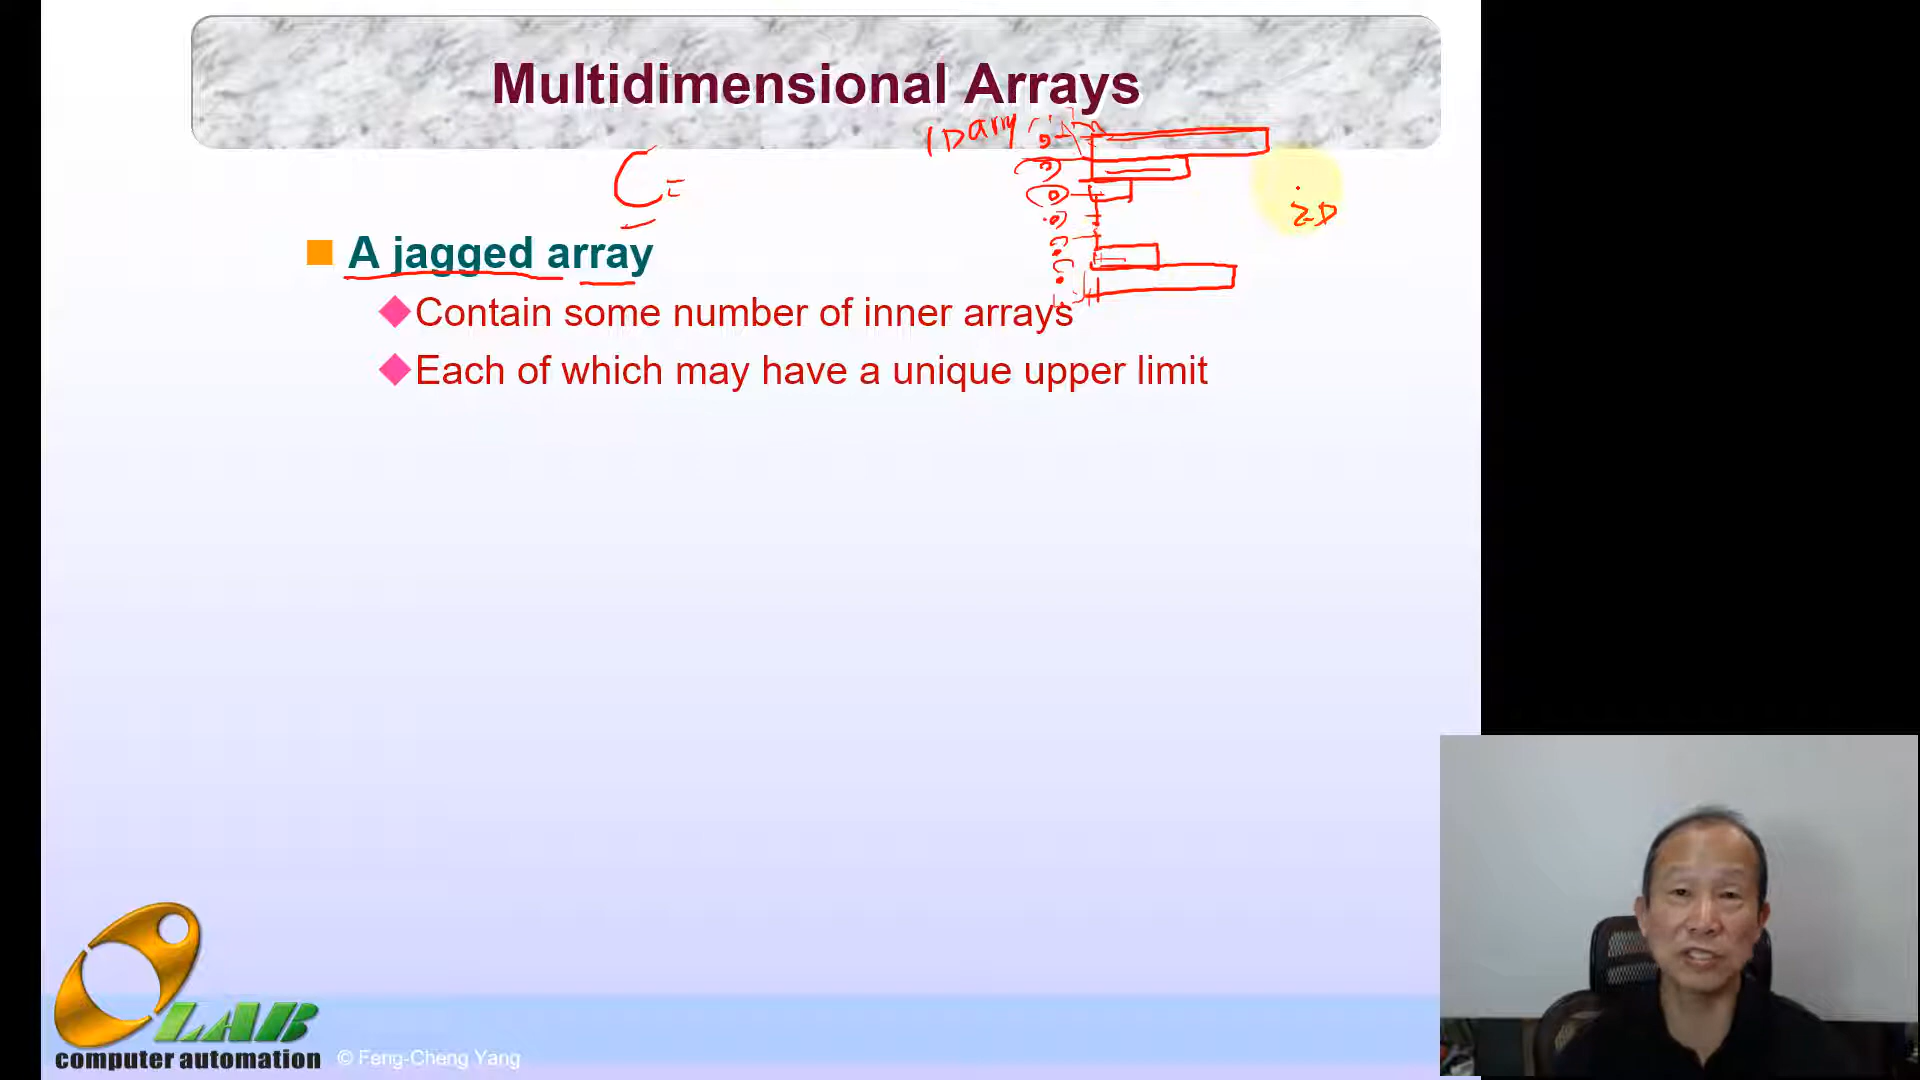 Multidimensional Arrays
1D arry
C=
2D
A jagged array
Contain some number of inner arrays
Each of which may have a unique upper limit
LAB
computer automation
© Feng-Cheng Yang